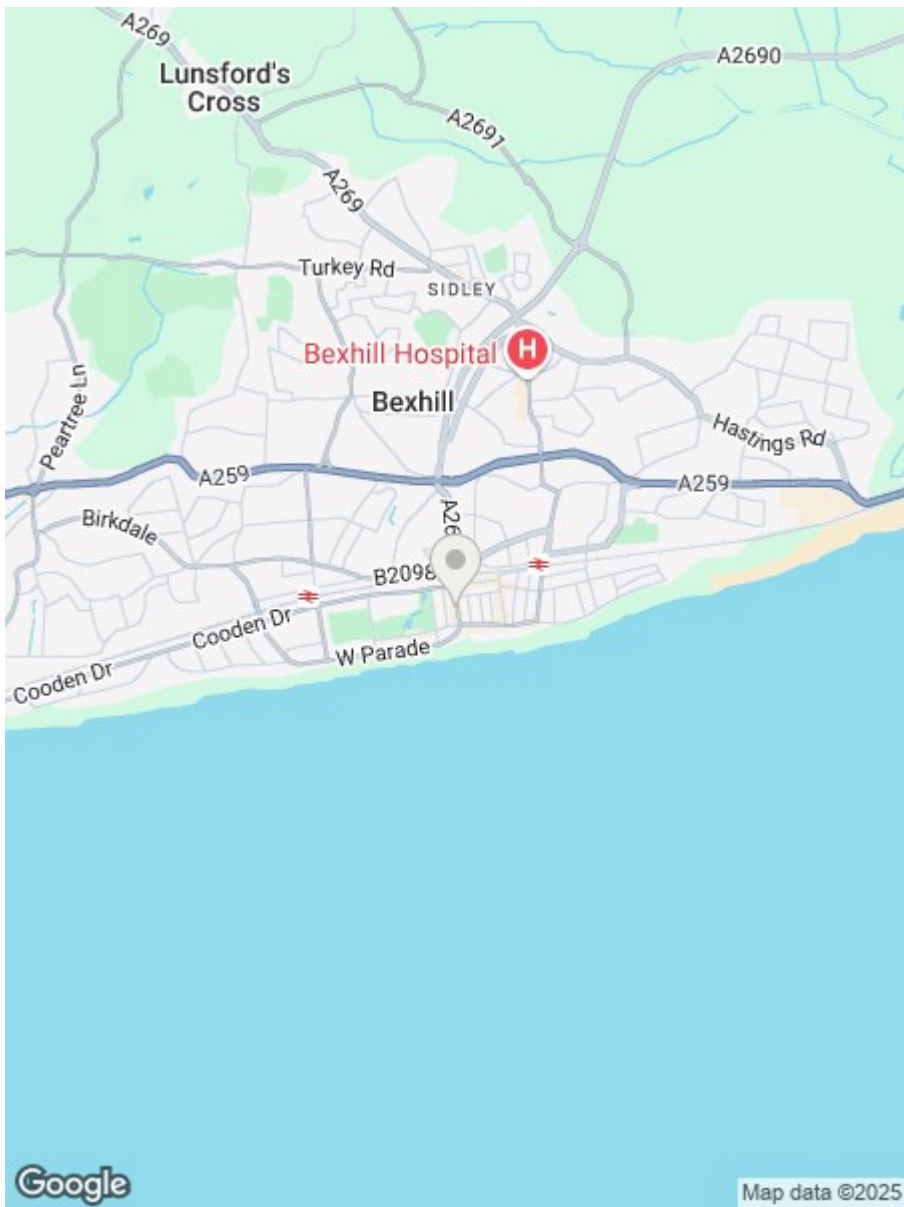 A269
A2690
Lunsford's
Cross
A2691
A269
Turkey Rd
SIDLEY
Bexhill Hospital
H
Bexhill
Peartree Ln
Hastings Rd
A259
A259
Birkdale
A26
B2098
Cooden Dr
W Parade
Cooden Dr
Google
Map data ©2025